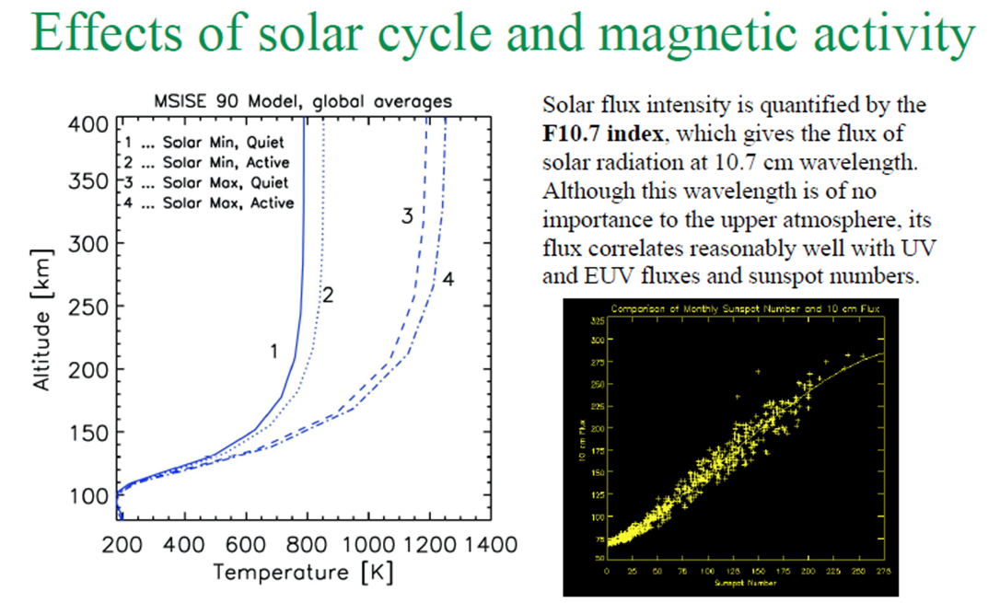 Effects of solar cycle and magnetic activity
MSISE 90 Model, global averages
400
350
300
250
200
150
100
Altitude [km]
1 ... Solar Min, Quiet
2 ... Solar Min, Active
3 ... Solar Max, Quiet
4 ... Solar Max, Active
3
4
2
1
200 400 600 800 1000 1200 1400
Temperature [K]
Solar flux intensity is quantified by the
F10.7 index, which gives the flux of
solar radiation at 10.7 cm wavelength.
Although this wavelength is of no
importance to the upper atmosphere, its
flux correlates reasonably well with UV
and EUV fluxes and sunspot numbers.
Comparison of Monthly Sunspot Number and 10 cm Flux
325
300
275
250
225
200
175
150
125
100
75
50
10 cm Flux
0 25 50 75 100 125 150 175 200 225 250 275
Sunspot Number